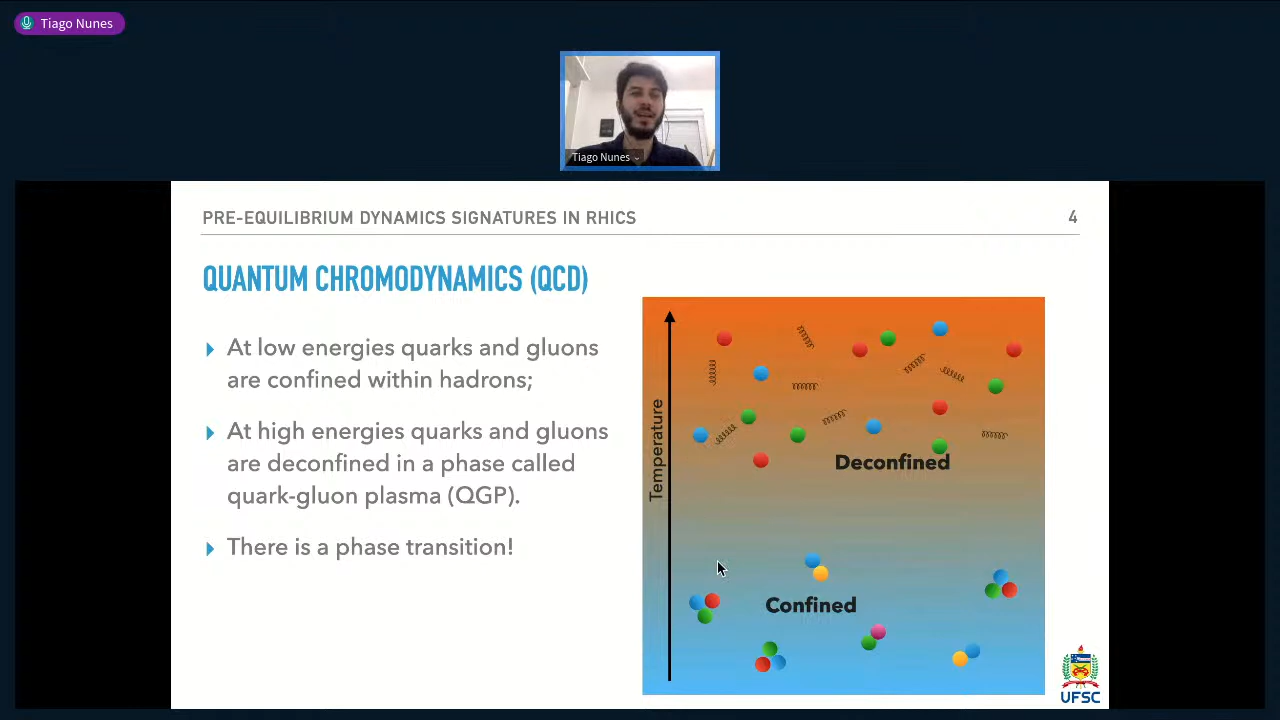 Tiago Nunes
Tiago Nunes
PRE-EQUILIBRIUM DYNAMICS SIGNATURES IN RHICS
4
QUANTUM CHROMODYNAMICS (QCD)
At low energies quarks and gluons
are confined within hadrons;
At high energies quarks and gluons
are deconfined in a phase called
quark-gluon plasma (QGP).
There is a phase transition!
Temperature
Deconfined
Confined
UFSC